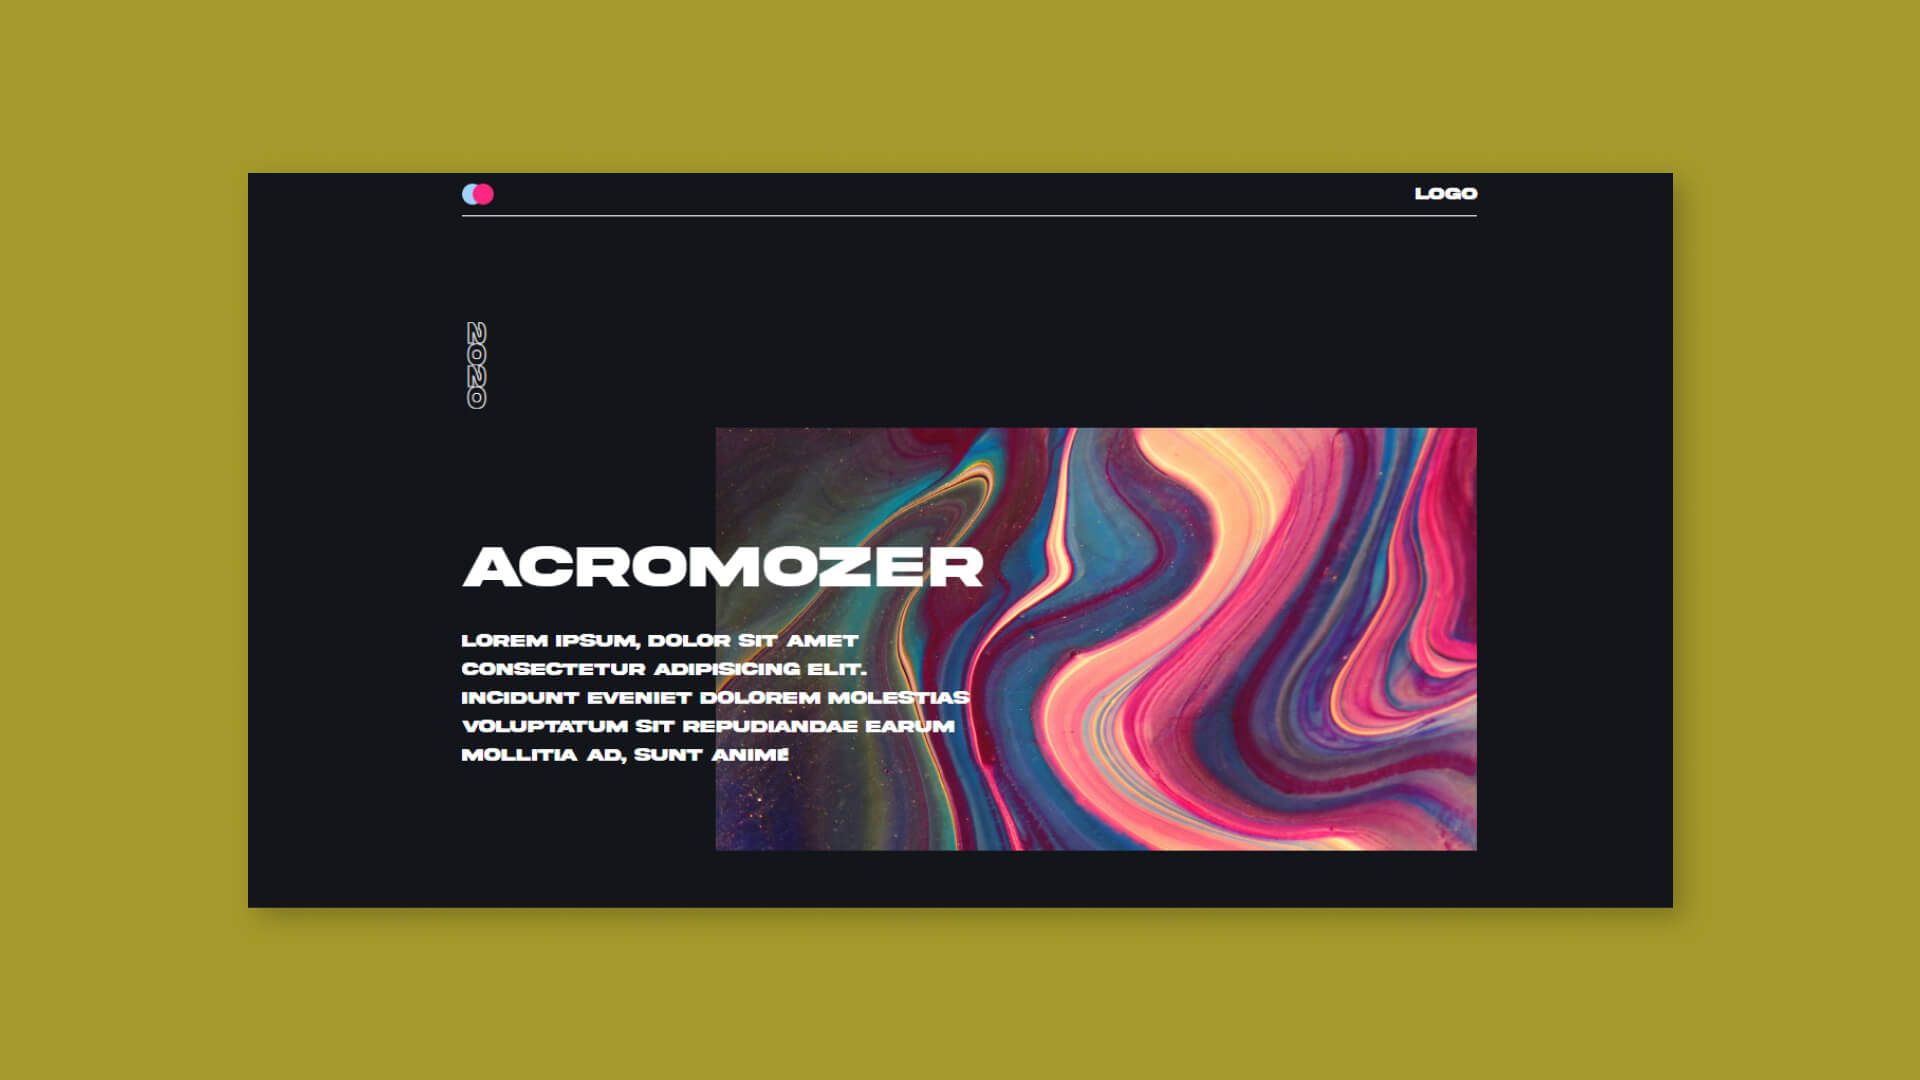 LOGO
2020
ACROMOZER
LOREM IPSUM, DOLOR SIT AMET
CONSECTETUR ADIPISICING ELIT.
INCIDUNT EVENIET DOLOREM MOLESTIAS
VOLUPTATUM SIT REPUDIANDAE EARUM
MOLLITIA AD, SUNT